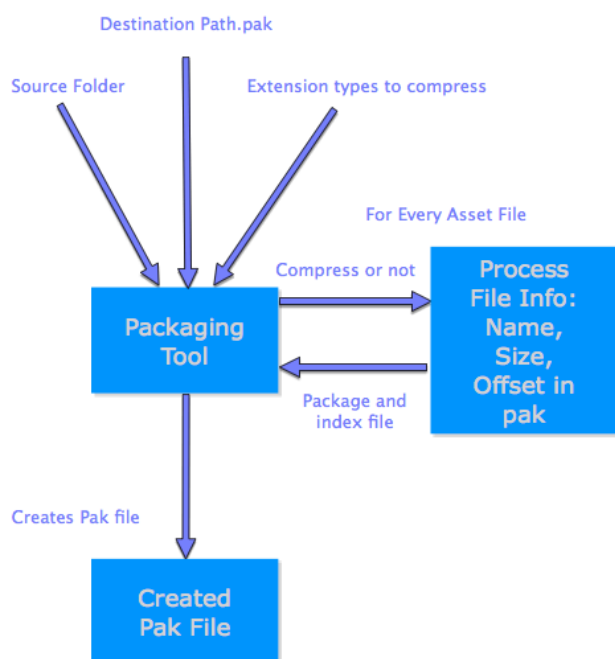 Destination Path.pak
Source Folder
Extension types to compress
For Every Asset File
Compress or not
Process
File Info:
Name,
Size,
Offset in
pak
Packaging
Tool
Package and
index file
Creates Pak file
Created
Pak File